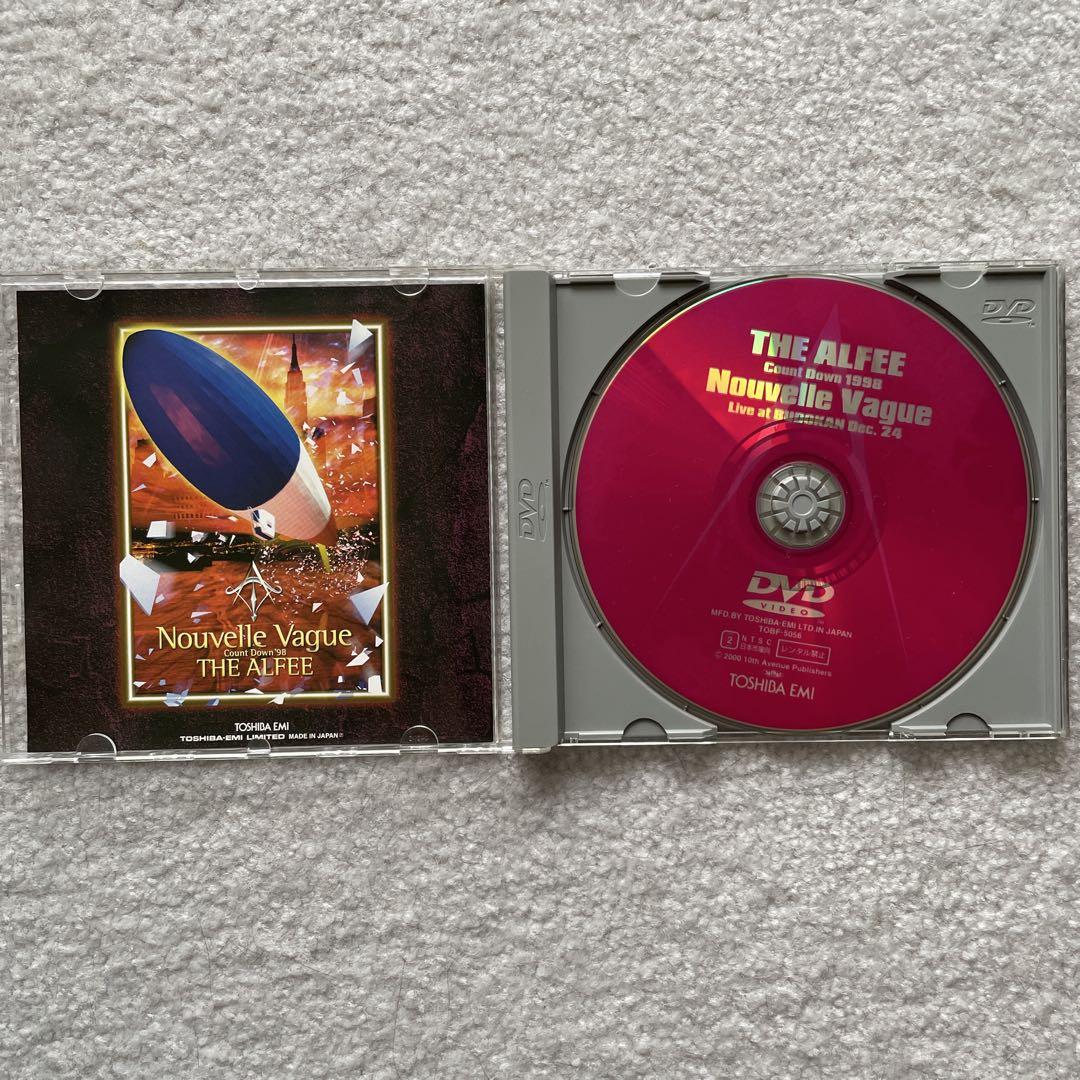 Nouvelle Vague
Count Down '98
THE ALFEE
TOSHIBA EMI
TOSHIBA-EMI LIMITED MADE IN JAPAN
DVD
DVD
THE ALFEE
Count Down 1998
Nouvelle Vague
Live at BUDOKAN Dec. 24
DVD
VIDEO
MFD.BY TOSHIBA-EMI LTD.IN JAPAN
TOBF-5056
2 NTSC 日本市場向 レンタル禁止
© 2000 10th Avenue Publishers
TOSHIBA EMI